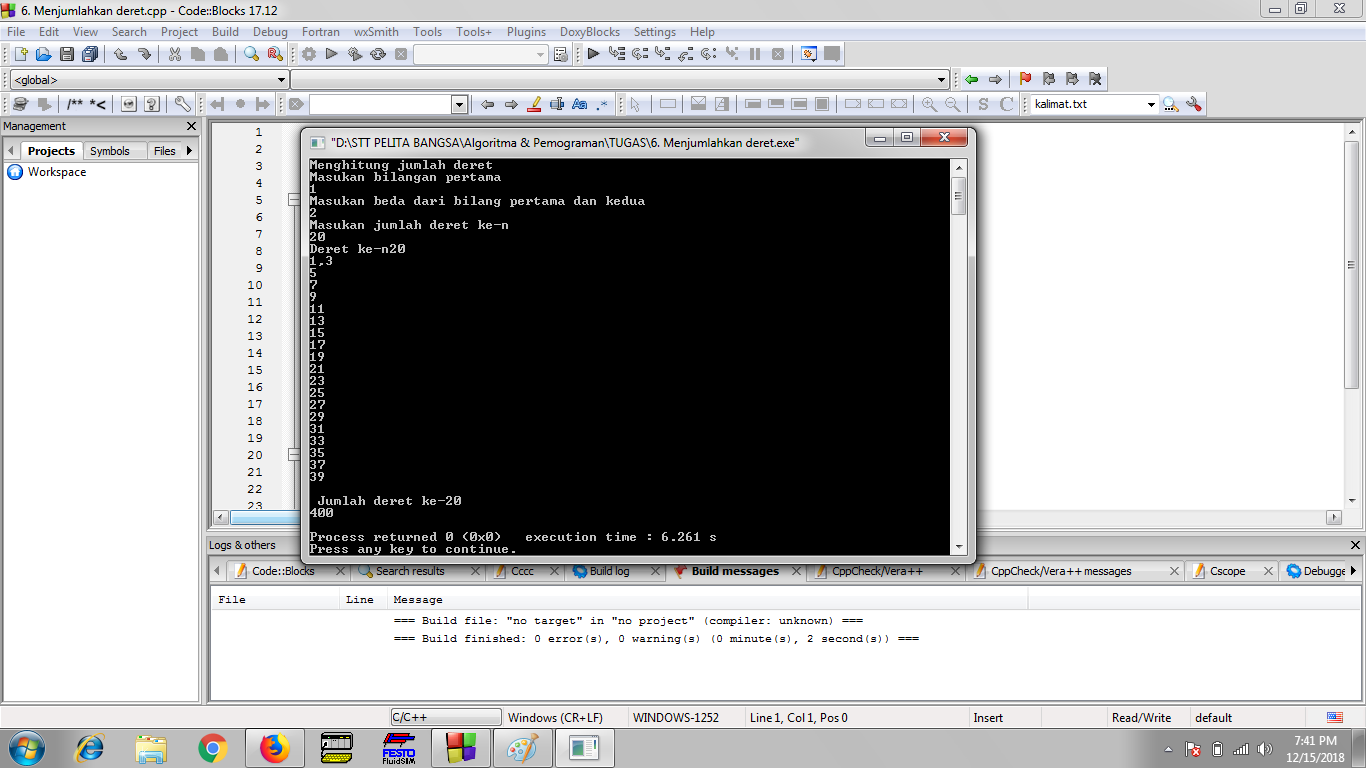 6. Menjumlahkan deret.cpp - Code::Blocks 17.12
File Edit View Search Project Build Debug Fortran wxSmith Tools Tools+ Plugins DoxyBlocks Settings Help
<global>
/** *< Aa .* S C kalimat.txt
Management
Projects Symbols Files
Workspace
1
2
3
4
5
6
7
8
9
10
11
12
13
14
15
16
17
18
19
20
21
22
23
"D:\STT PELITA BANGSA\Algoritma & Pemograman\TUGAS\6. Menjumlahkan deret.exe"
Menghitung jumlah deret
Masukan bilangan pertama
1
Masukan beda dari bilang pertama dan kedua
2
Masukan jumlah deret ke-n
20
Deret ke-n20
1,3
5
7
9
11
13
15
17
19
21
23
25
27
29
31
33
35
37
39
Jumlah deret ke-20
400
Process returned 0 (0x0)   execution time : 6.261 s
Press any key to continue.
Logs & others
Code::Blocks Search results Cccc Build log Build messages CppCheck/Vera++ CppCheck/Vera++ messages Cscope Debugge
File Line Message
=== Build file: "no target" in "no project" (compiler: unknown) ===
=== Build finished: 0 error(s), 0 warning(s) (0 minute(s), 2 second(s)) ===
C/C++ Windows (CR+LF) WINDOWS-1252 Line 1, Col 1, Pos 0 Insert Read/Write default
FESTO
FluidSIM
7:41 PM
12/15/2018